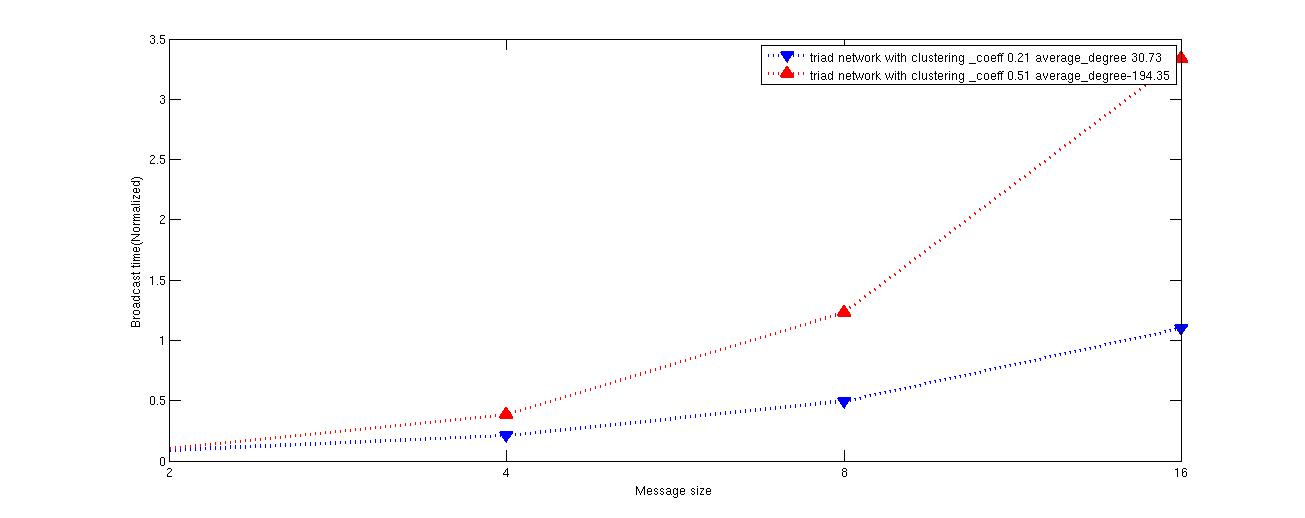 3.5
3
2.5
2
1.5
1
0.5
0
Broadcast time(Normalized)
triad network with clustering _coeff 0.21 average_degree 30.73
triad network with clustering _coeff 0.51 average_degree-194.35
2 4 8 16
Message size